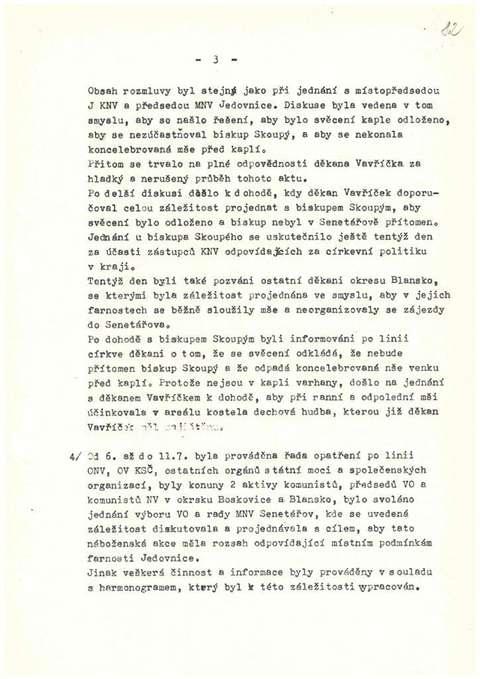 82
- 3 -
Obsah rozmluvy byl stejný jako při jednání s místopředsedou
J KNV a předsedou MNV Jedovnice. Diskuse byla vedena v tom
smyslu, aby se našlo řešení, aby bylo svěcení kaple odloženo,
aby se nezúčastňoval biskup Skoupý, a aby se nekonala
koncelebrovaná mše před kaplí.
Přitom se trvalo na plné odpovědnosti děkana Vavříčka za
hladký a nerušený průběh tohoto aktu.
Po delší diskusi došlo k dohodě, kdy děkan Vavříček doporu-
čoval celou záležitost projednat s biskupem Skoupým, aby
svěcení bylo odloženo a biskup nebyl v Senetářově přítomen.
Jednání u biskupa Skoupého se uskutečnilo ještě tentýž den
za účasti zástupců KNV odpovídajících za církevní politiku
v kraji.
Tentýž den byli také pozváni ostatní děkani okresu Blansko,
se kterými byla záležitost projednána ve smyslu, aby v jejich
farnostech se běžně sloužily mše a neorganizovaly se zájezdy
do Senetářova.
Po dohodě s biskupem Skoupým byli informováni po linii
církve děkani o tom, že se svěcení odkládá, že nebude
přítomen biskup Skoupý a že odpadá koncelebrovaná mše venku
před kaplí. Protože nejsou v kapli varhany, došlo na jednání
s děkanem Vavříčkem k dohodě, aby při ranní a odpolední mši
účinkovala v areálu kostela dechová hudba, kterou již děkan
Vavříček měl zajištěnu.
4/ Od 6. až do 11.7. byla prováděna řada opatření po linii
ONV, OV KSČ, ostatních orgánů státní moci a společenských
organizací, byly konuny 2 aktivy komunistů, předsedů VO a
komunistů NV v okrsku Boskovice a Blansko, bylo svoláno
jednání výboru VO a rady MNV Senetářov, kde se uvedená
záležitost diskutovala a projednávala s cílem, aby tato
náboženská akce měla rozsah odpovídající místním podmínkám
farnosti Jedovnice.
Jinak veškerá činnost a informace byly prováděny v souladu
s harmonogramem, který byl k této záležitosti vypracován.